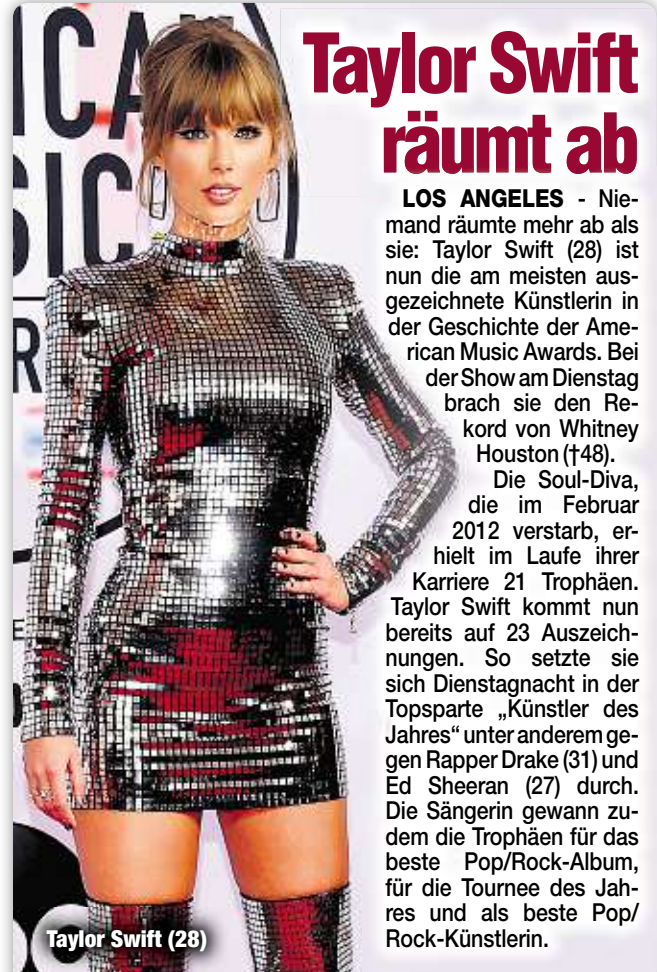 ICAN
SIC
R
Taylor Swift
räumt ab
LOS ANGELES - Nie-
mand räumte mehr ab als
sie: Taylor Swift (28) ist
nun die am meisten aus-
gezeichnete Künstlerin in
der Geschichte der Ame-
rican Music Awards. Bei
der Show am Dienstag
brach sie den Re-
kord von Whitney
Houston (†48).
Die Soul-Diva,
die im Februar
2012 verstarb, er-
hielt im Laufe ihrer
Karriere 21 Trophäen.
Taylor Swift kommt nun
bereits auf 23 Auszeich-
nungen. So setzte sie
sich Dienstagnacht in der
Topsparte „Künstler des
Jahres“ unter anderem ge-
gen Rapper Drake (31) und
Ed Sheeran (27) durch.
Die Sängerin gewann zu-
dem die Trophäen für das
beste Pop/Rock-Album,
für die Tournee des Jah-
res und als beste Pop/
Rock-Künstlerin.
Taylor Swift (28)